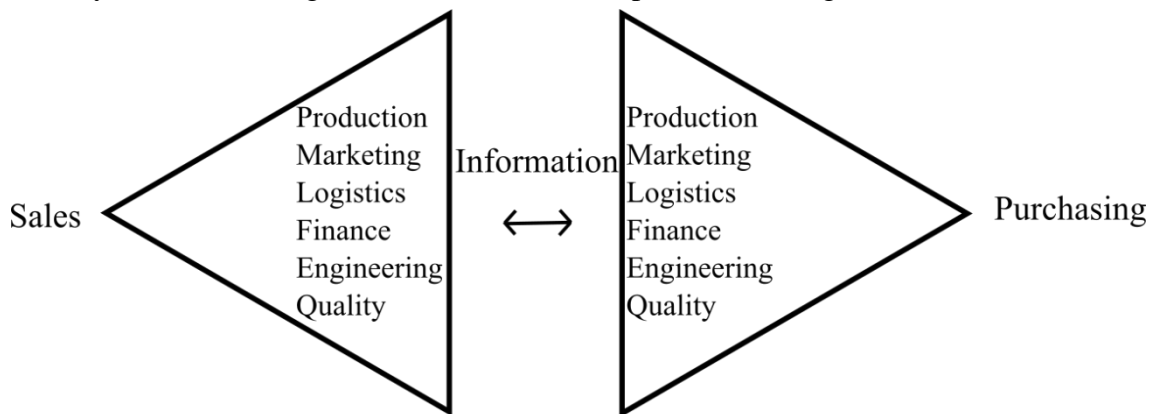 Sales
Production
Marketing
Logistics
Finance
Engineering
Quality
Information
Production
Marketing
Logistics
Finance
Engineering
Quality
Purchasing